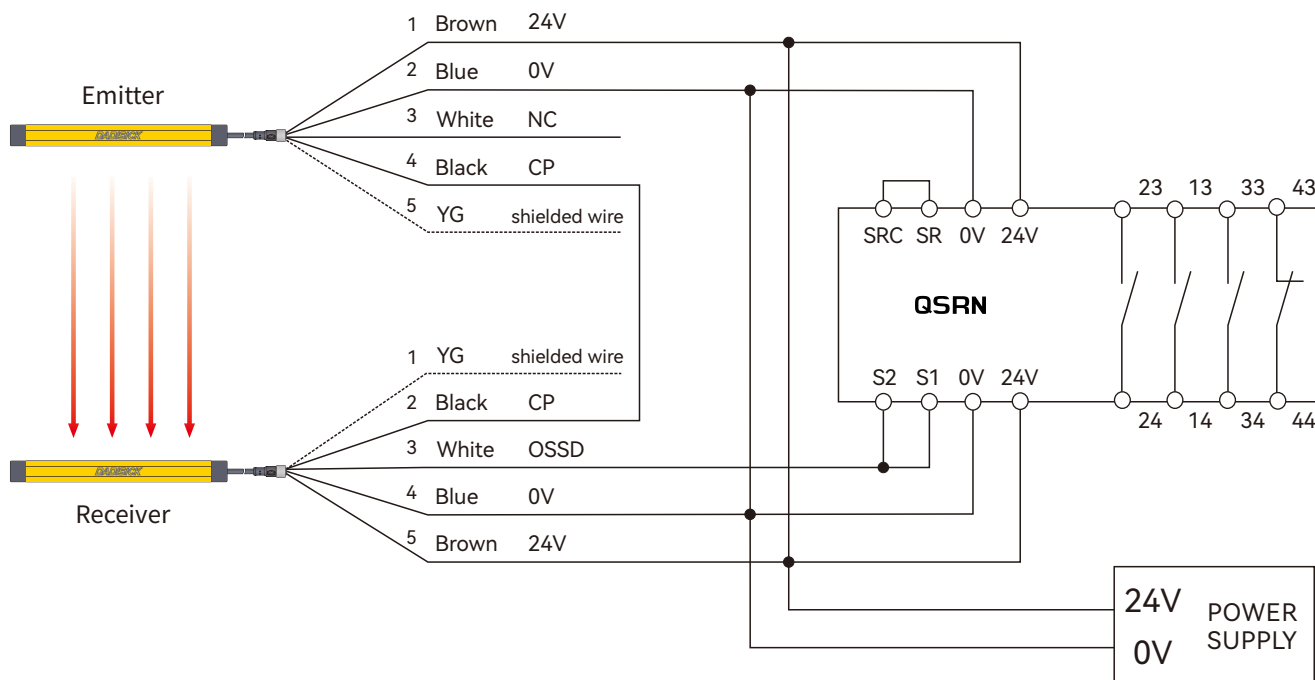 1 Brown 24V
2 Blue 0V
Emitter
3 White NC
DADISICK
4 Black CP
5 YG shielded wire
23 13 33 43
SRC SR 0V 24V
QSRN
1 YG shielded wire
S2 S1 0V 24V
2 Black CP
24 14 34 44
3 White OSSD
DADISICK
4 Blue 0V
Receiver
5 Brown 24V
24V
0V
POWER
SUPPLY